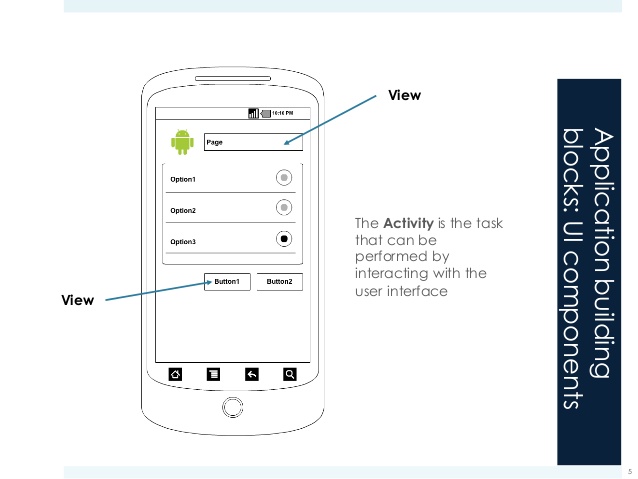 View
10:10 PM
Page
Option1
Option2
Option3
Button1
Button2
View
The Activity is the task
that can be
performed by
interacting with the
user interface
Application building
blocks: UI components
5